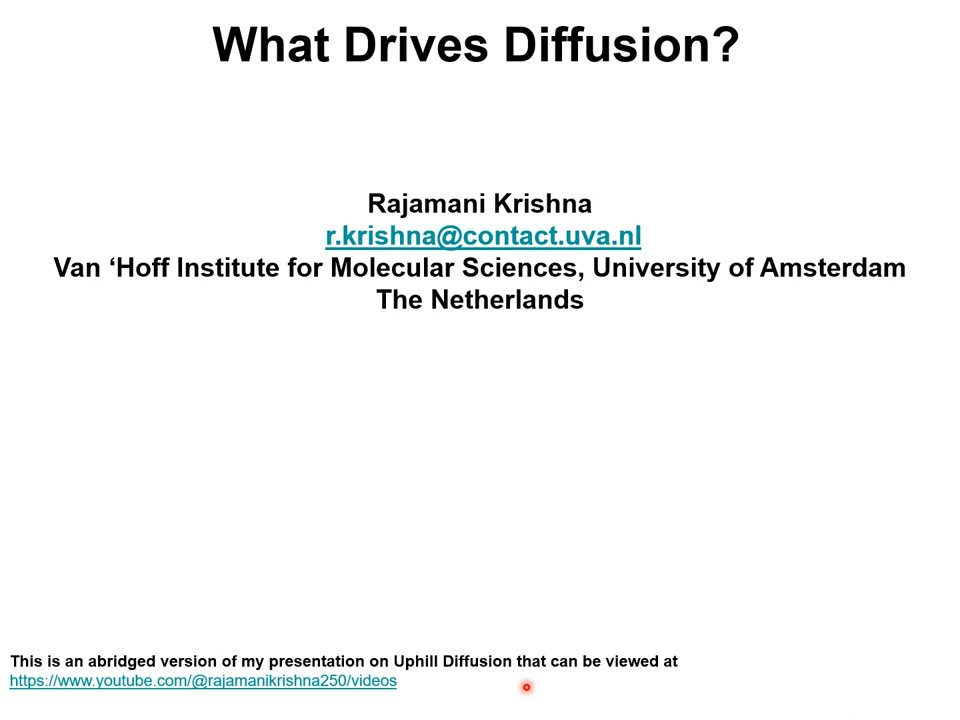 What Drives Diffusion?
Rajamani Krishna
r.krishna@contact.uva.nl
Van ‘Hoff Institute for Molecular Sciences, University of Amsterdam
The Netherlands
This is an abridged version of my presentation on Uphill Diffusion that can be viewed at
https://www.youtube.com/@rajamanikrishna250/videos